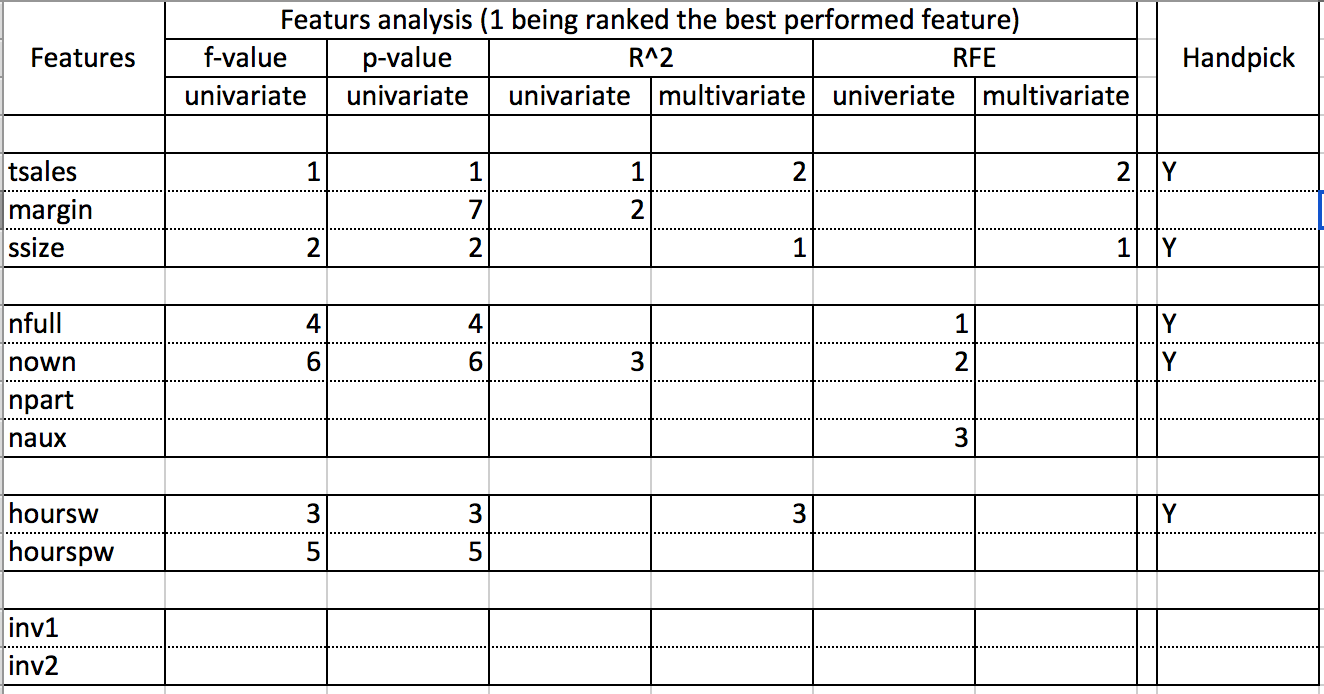 Featurs analysis (1 being ranked the best performed feature)
Features f-value p-value R^2 RFE Handpick
univariate univariate univariate multivariate univeriate multivariate
tsales 1 1 1 2 2 Y
margin 7 2
ssize 2 2 1 1 Y
nfull 4 4 1 Y
nown 6 6 3 2 Y
npart
naux 3
hoursw 3 3 3 Y
hourspw 5 5
inv1
inv2